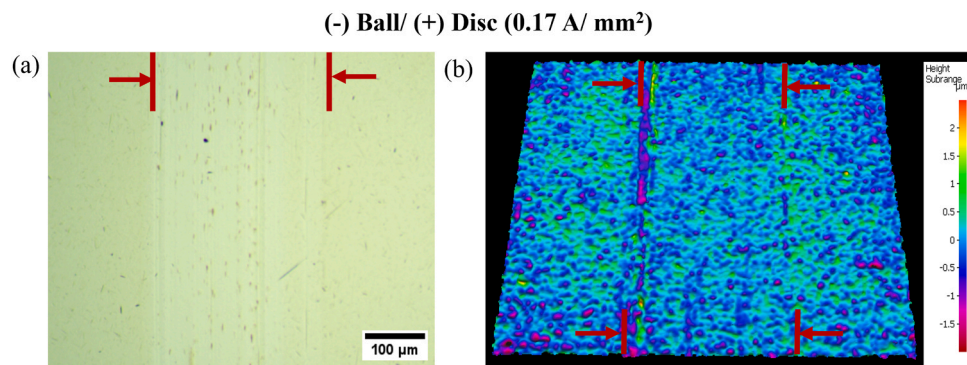 (-) Ball/ (+) Disc (0.17 A/ mm²)
(a)
100 µm
(b)
Height
Subrange
µm
2
1.5
1
0.5
0
-0.5
-1
-1.5